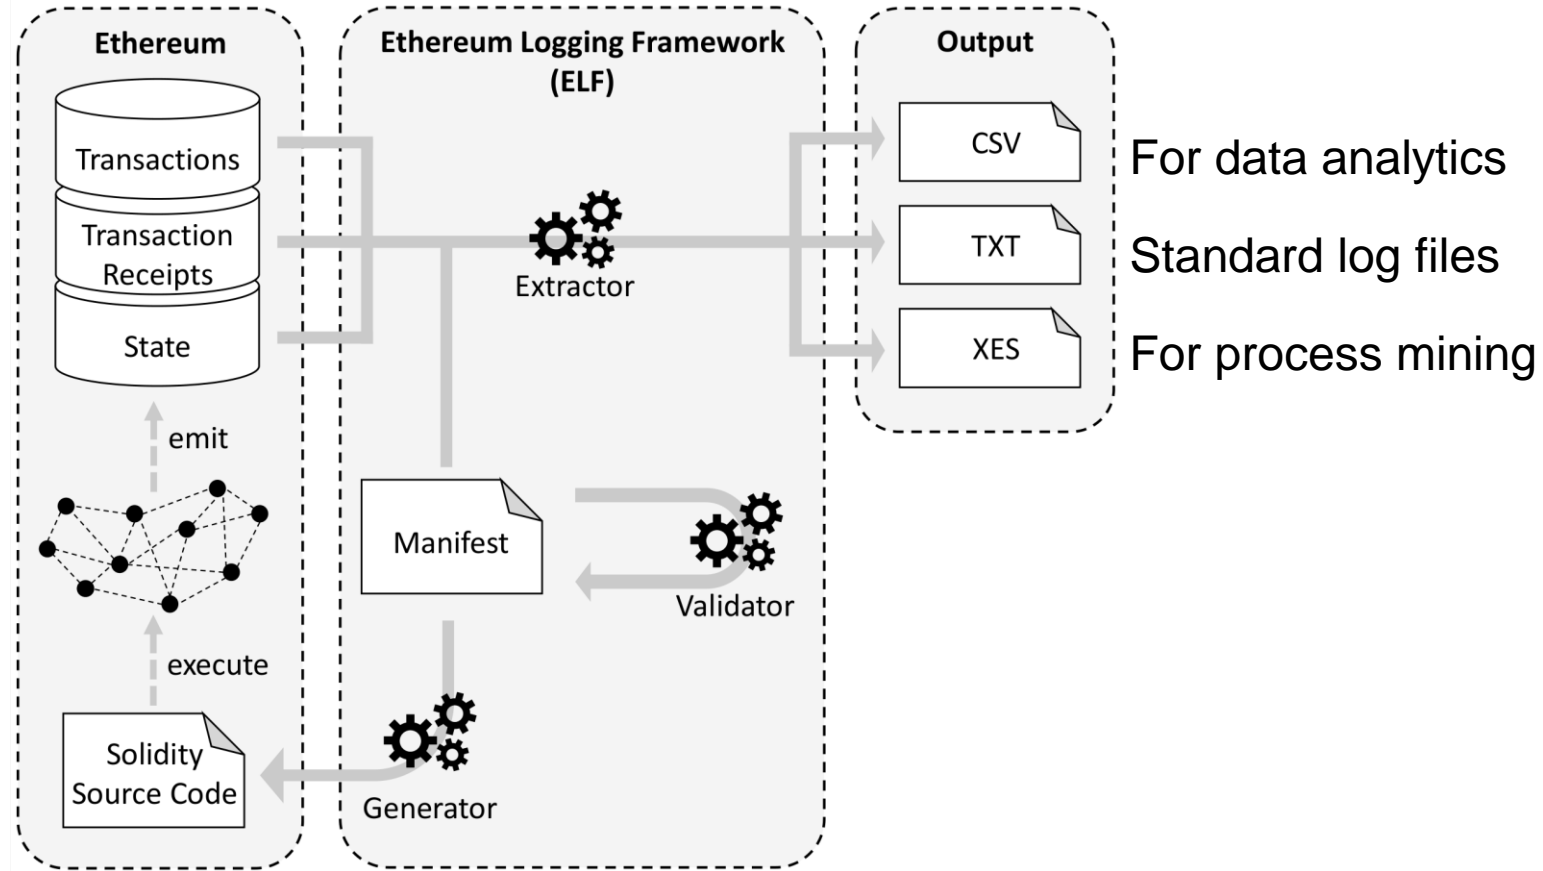 Ethereum
Transactions
Transaction
Receipts
State
emit
execute
Solidity
Source Code
Ethereum Logging Framework
(ELF)
Extractor
Manifest
Validator
Generator
Output
CSV
TXT
XES
For data analytics
Standard log files
For process mining